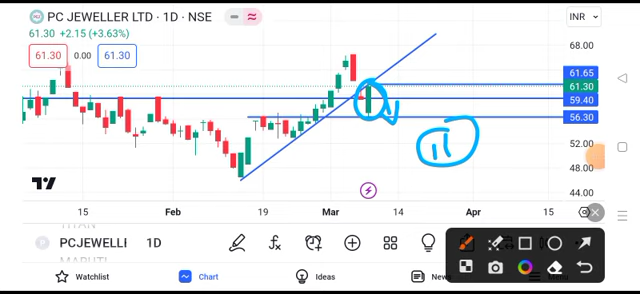 PC JEWELLER LTD · 1D · NSE
INR
61.30 +2.15 (+3.63%)
61.30 0.00 61.30
68.00
61.65
61.30
59.40
56.30
52.00
48.00
44.00
15 Feb 19 Mar 14 Apr 15
PCJEWELLEI 1D
Watchlist Chart Ideas News Menu